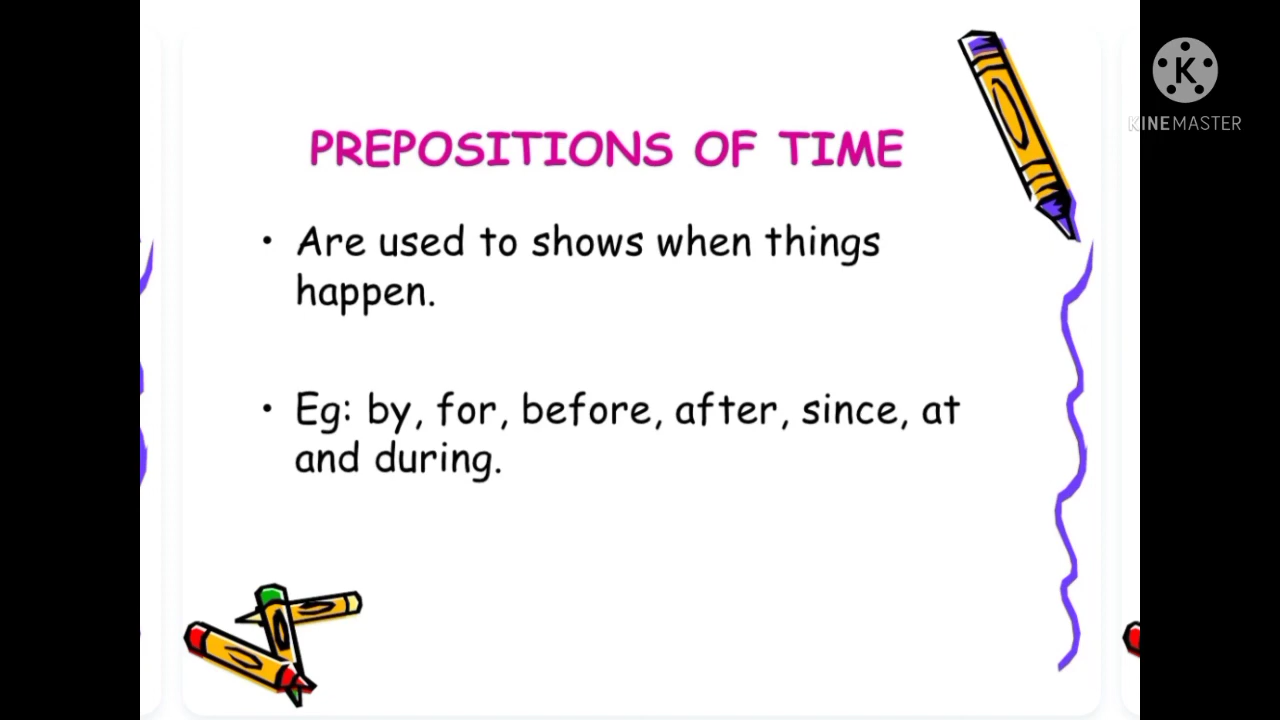 PREPOSITIONS OF TIME
• Are used to shows when things
happen.
• Eg: by, for, before, after, since, at
and during.
K
KINEMASTER